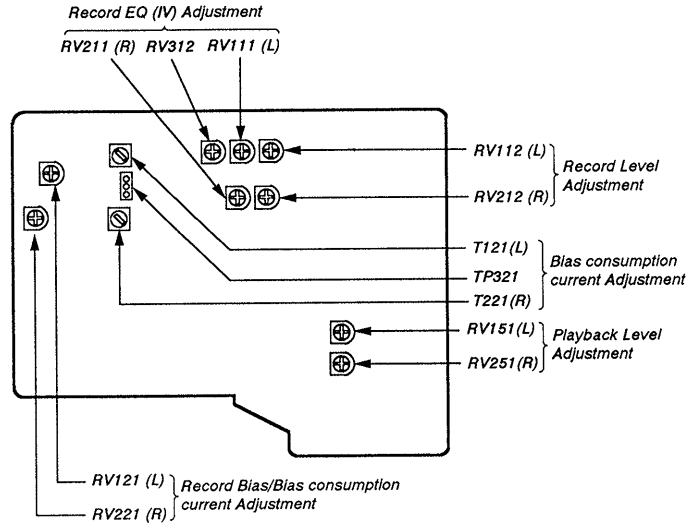 Record EQ (IV) Adjustment
RV211 (R) RV312 RV111 (L)
RV112 (L)
Record Level
Adjustment
RV212 (R)
T121(L)
Bias consumption
current Adjustment
TP321
T221(R)
RV151(L)
Playback Level
Adjustment
RV251(R)
RV121 (L)
Record Bias/Bias consumption
current Adjustment
RV221 (R)